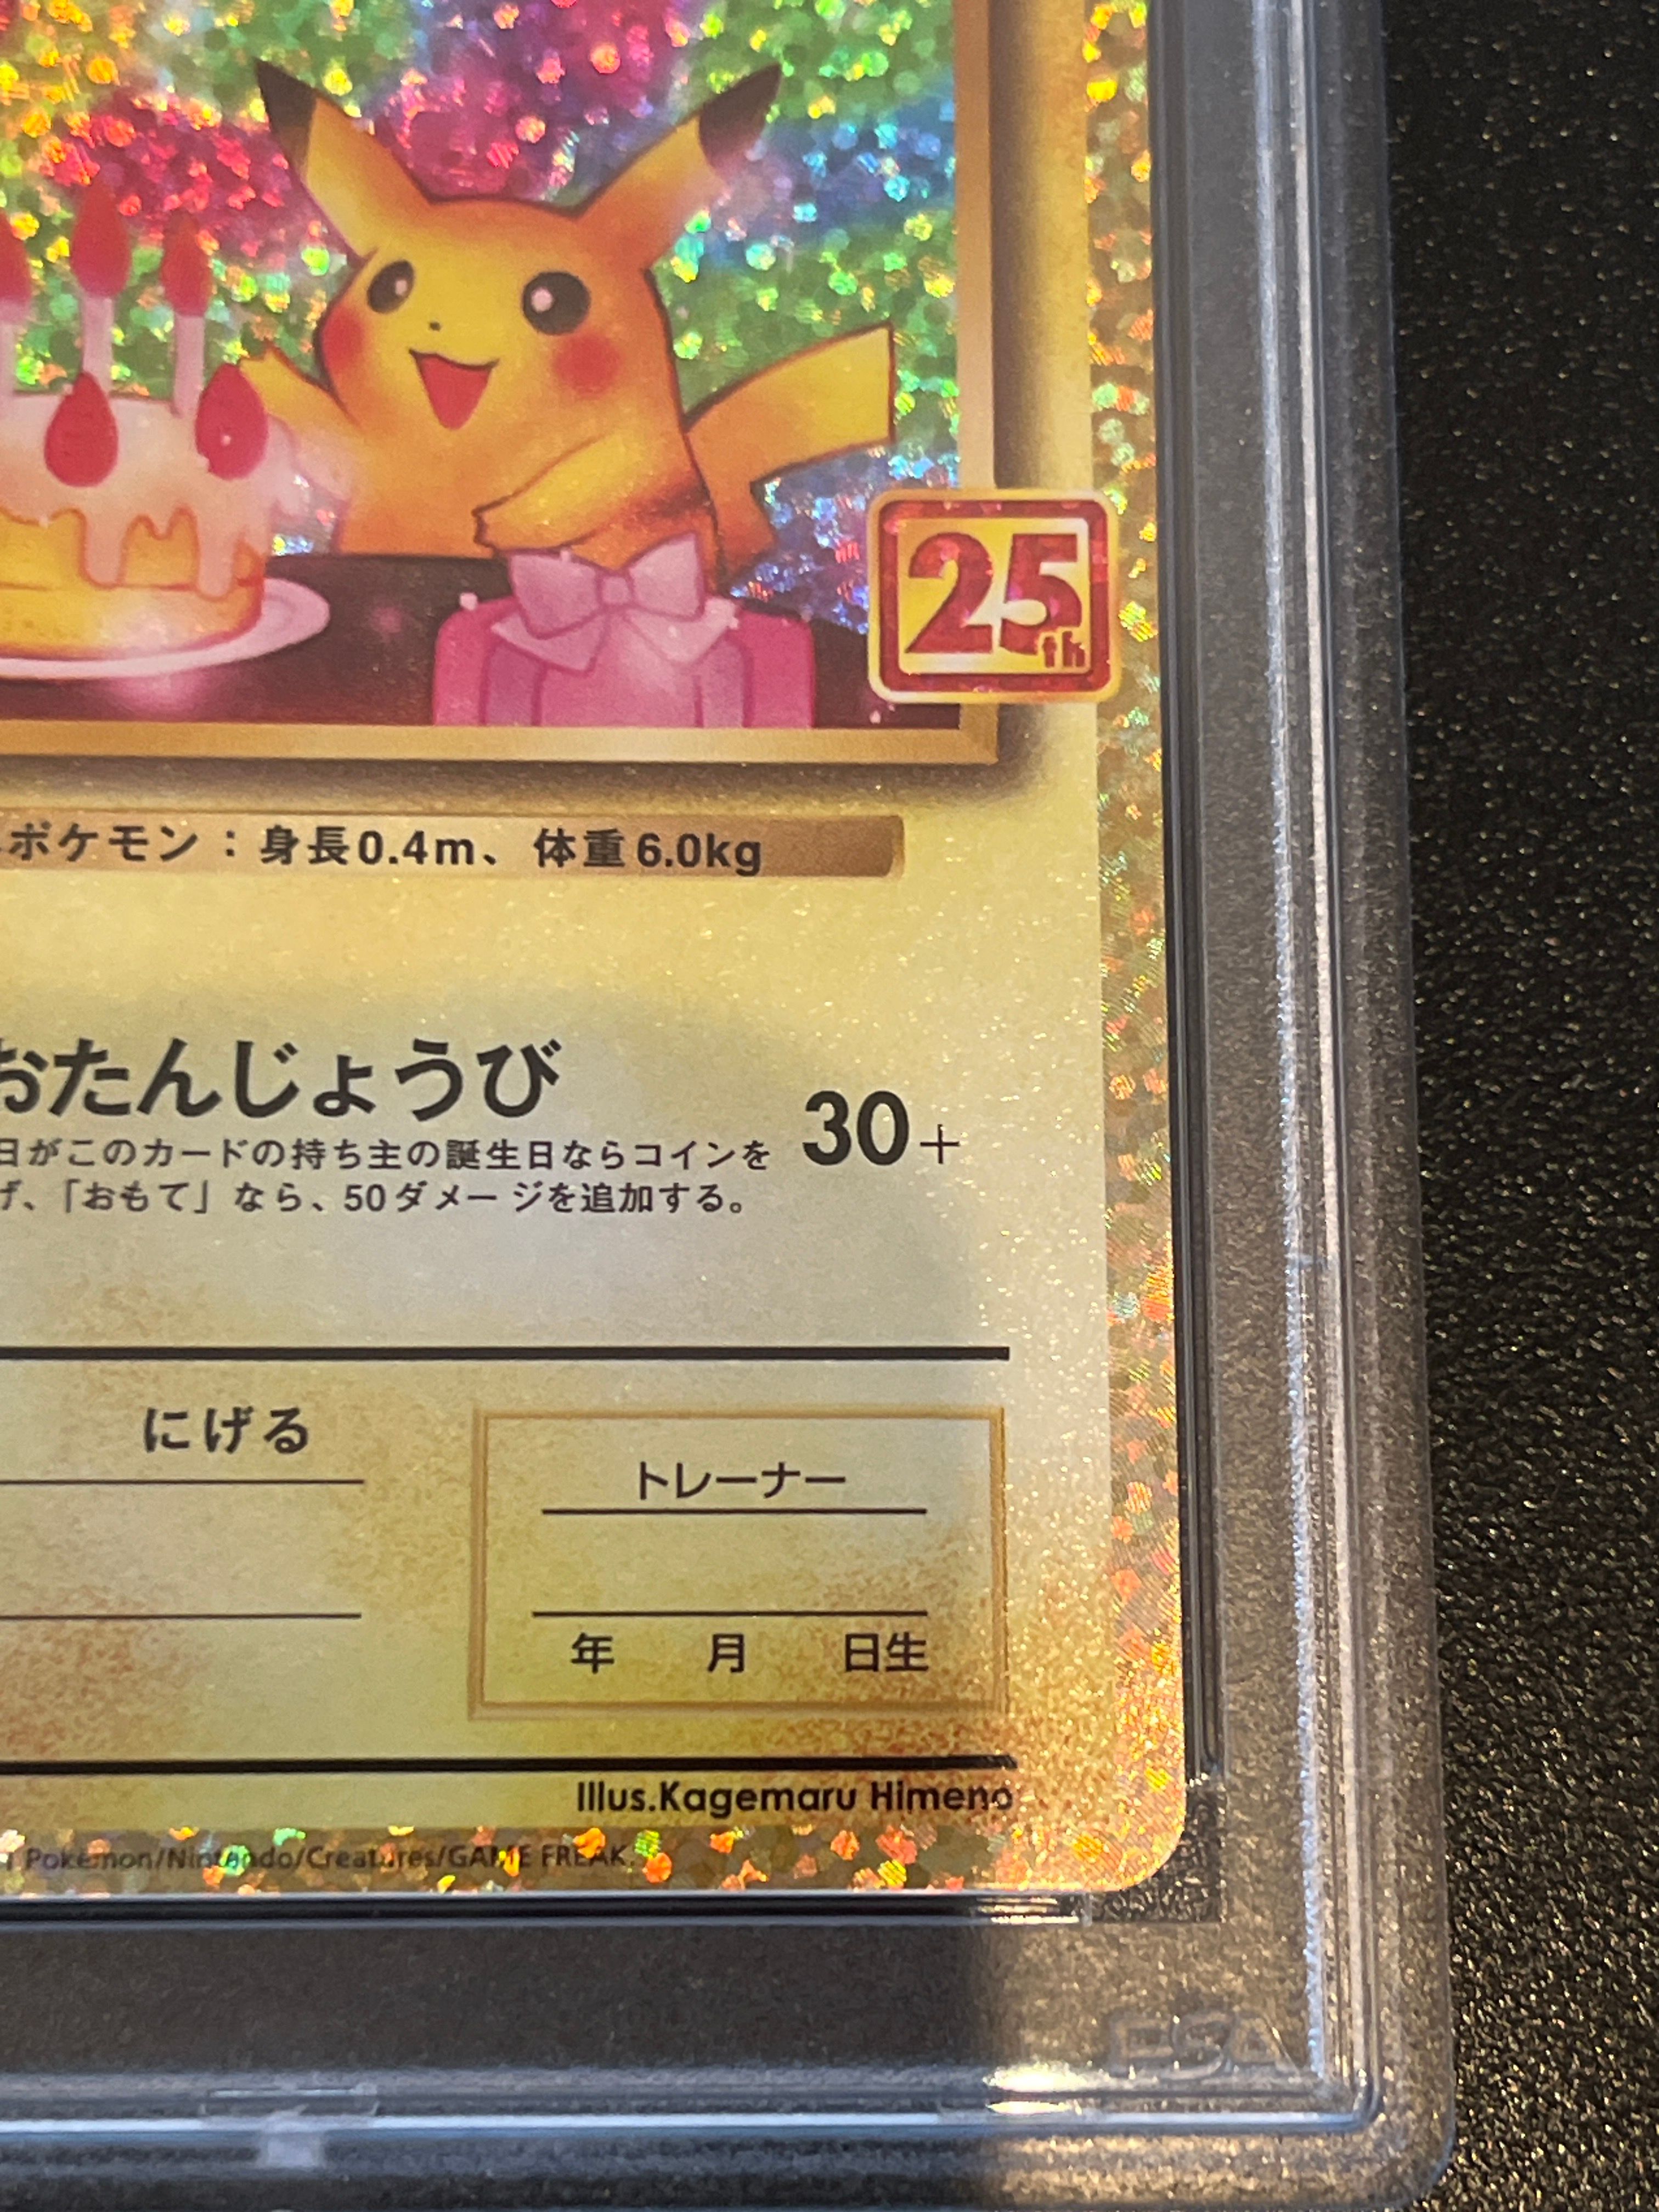 25th
ポケモン：身長0.4m、体重6.0kg
おたんじょうび
30+
日がこのカードの持ち主の誕生日ならコインを
げ、「おもて」なら、50ダメージを追加する。
にげる
トレーナー
年 月 日生
Illus.Kagemaru Himeno
Pokémon/Nintendo/Creatures/GAME FREAK.
PSA